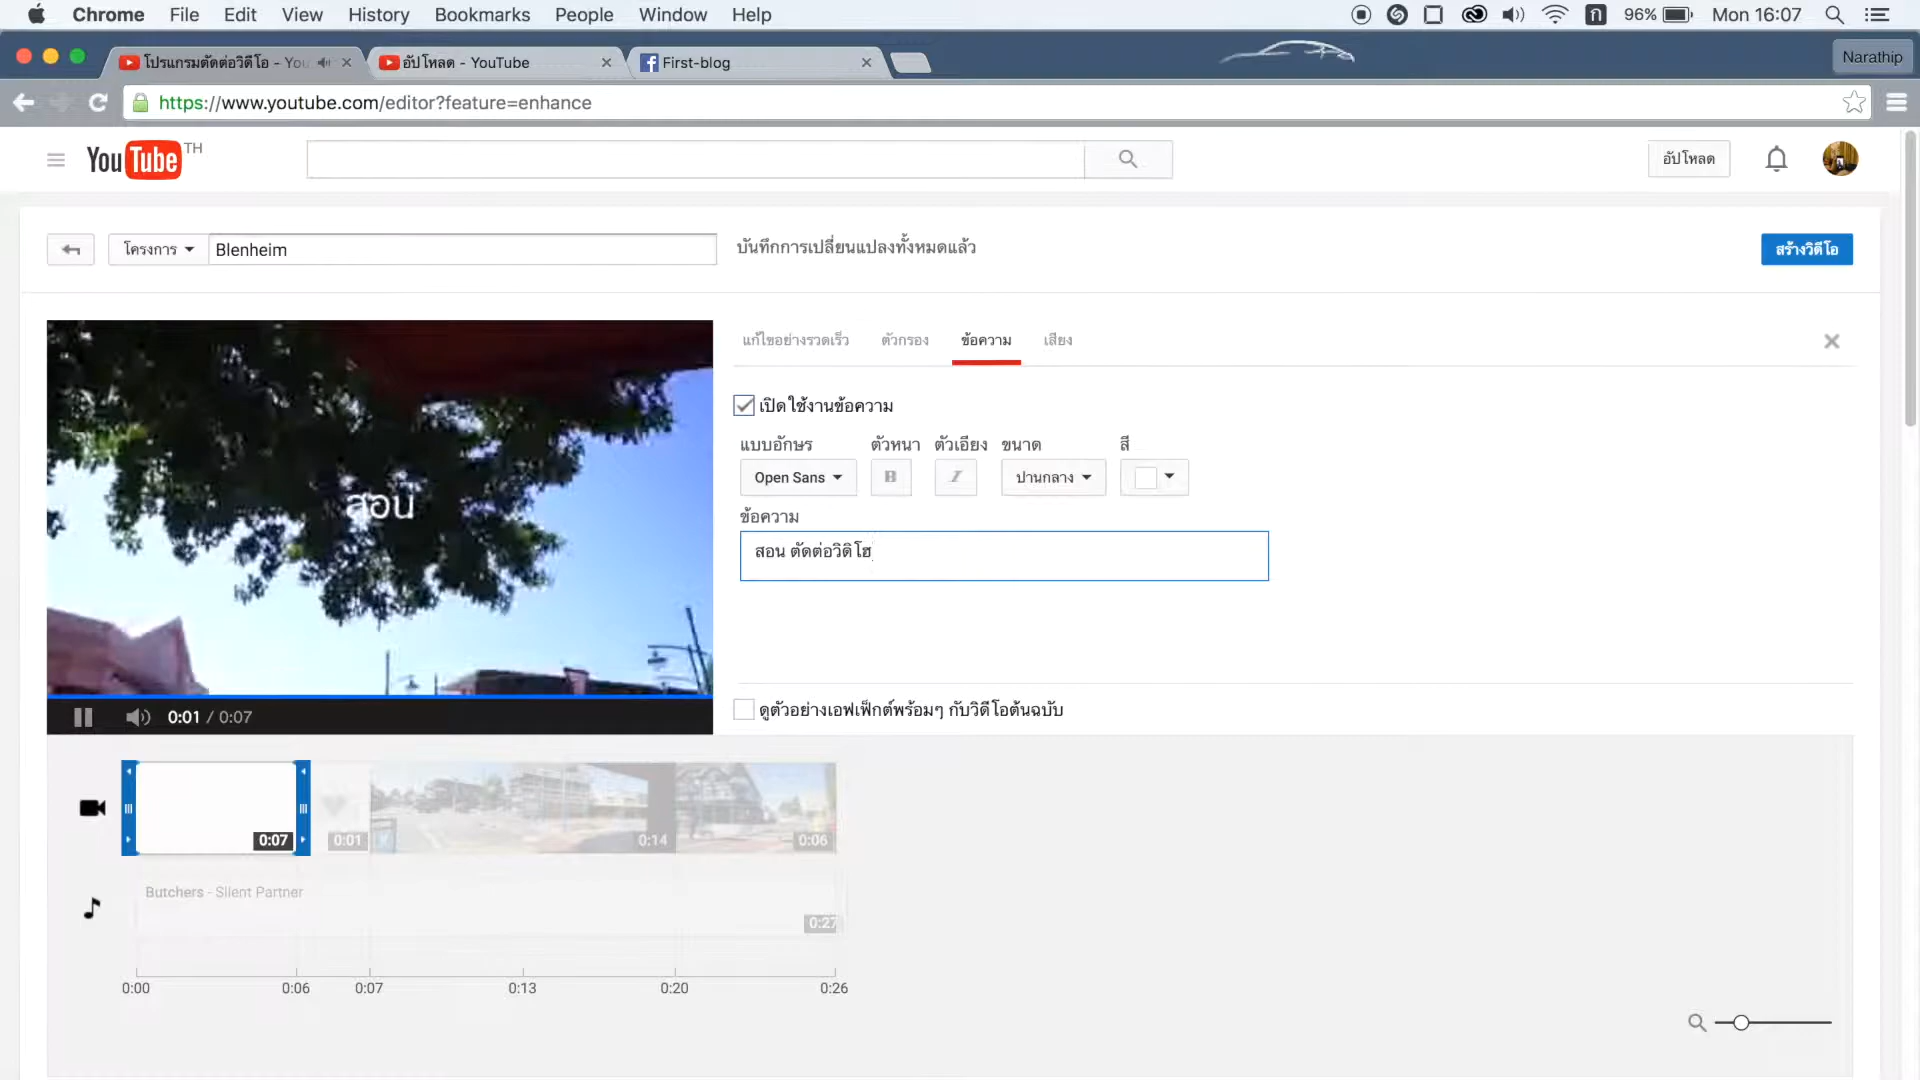 Chrome File Edit View History Bookmarks People Window Help 96% Mon 16:07
โปรแกรมตัดต่อวิดีโอ - You อัปโหลด - YouTube First-blog Narathip
https://www.youtube.com/editor?feature=enhance
YouTube TH อัปโหลด
โครงการ Blenheim บันทึกการเปลี่ยนแปลงทั้งหมดแล้ว สร้างวิดีโอ
แก้ไขอย่างรวดเร็ว ตัวกรอง ข้อความ เสียง
เปิดใช้งานข้อความ
แบบอักษร ตัวหนา ตัวเอียง ขนาด สี
Open Sans B I ปานกลาง
สอน
ข้อความ
สอน ตัดต่อวิดิโฮ
ดูตัวอย่างเอฟเฟ็กต์พร้อมๆ กับวิดีโอต้นฉบับ
0:01 / 0:07
0:07 0:01 0:14 0:06
Butchers - Silent Partner
0:27
0:00 0:06 0:07 0:13 0:20 0:26